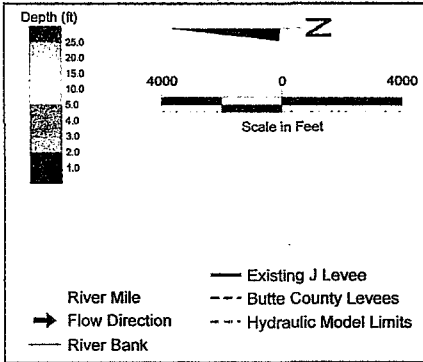 Depth (ft)
25.0
20.0
15.0
10.0
5.0
4.0
3.0
2.0
1.0
N
4000 0 4000
Scale in Feet
River Mile
Flow Direction
River Bank
Existing J Levee
Butte County Levees
Hydraulic Model Limits